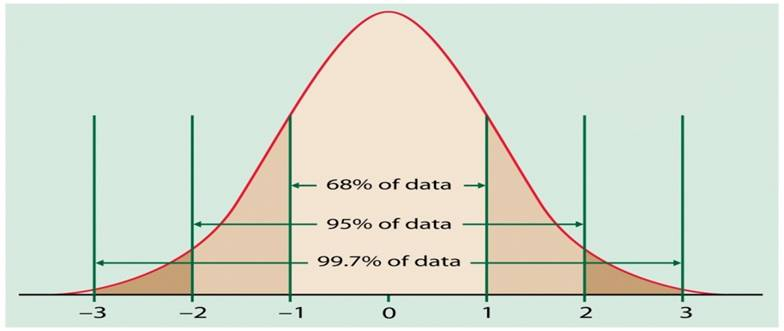 68% of data
95% of data
99.7% of data
−3 −2 −1 0 1 2 3